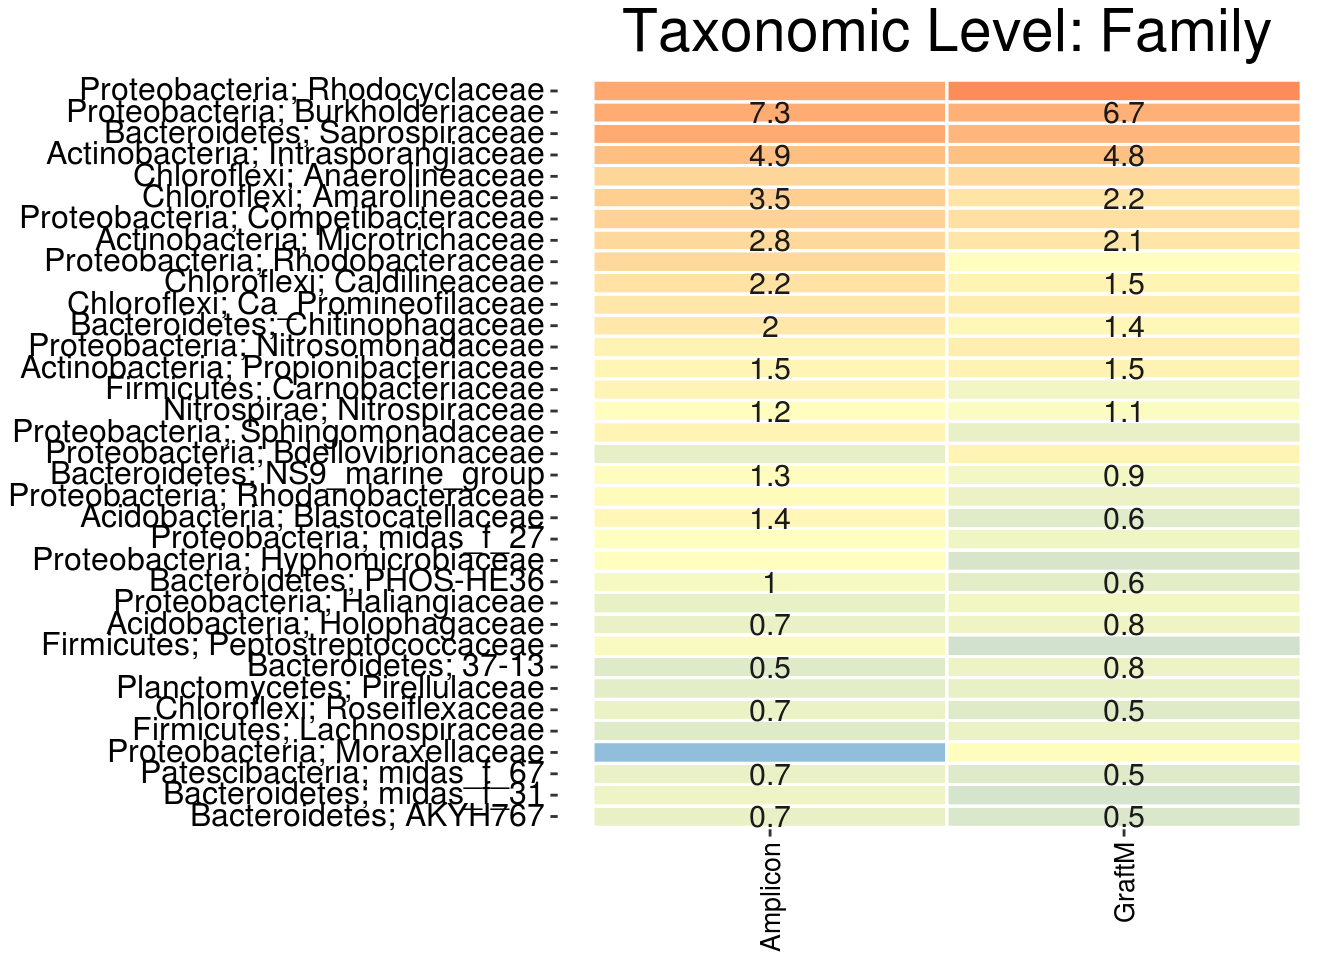 Taxonomic Level: Family
Proteobacteria; Rhodocyclaceae
Proteobacteria; Burkholderiaceae 7.3 6.7
Bacteroidetes; Saprospiraceae
Actinobacteria; Intrasporangiaceae 4.9 4.8
Chloroflexi; Anaerolineaceae
Chloroflexi; Amarolineaceae 3.5 2.2
Proteobacteria; Competibacteraceae
Actinobacteria; Microtrichaceae 2.8 2.1
Proteobacteria; Rhodobacteraceae
Chloroflexi; Caldilineaceae 2.2 1.5
Chloroflexi; Ca_Promineofilaceae
Bacteroidetes; Chitinophagaceae 2 1.4
Proteobacteria; Nitrosomonadaceae
Actinobacteria; Propionibacteriaceae 1.5 1.5
Firmicutes; Carnobacteriaceae
Nitrospirae; Nitrospiraceae 1.2 1.1
Proteobacteria; Sphingomonadaceae
Proteobacteria; Bdellovibrionaceae
Bacteroidetes; NS9_marine_group 1.3 0.9
Proteobacteria; Rhodanobacteraceae
Acidobacteria; Blastocatellaceae 1.4 0.6
Proteobacteria; midas_f_27
Proteobacteria; Hyphomicrobiaceae
Bacteroidetes; PHOS-HE36 1 0.6
Proteobacteria; Haliangiaceae
Acidobacteria; Holophagaceae 0.7 0.8
Firmicutes; Peptostreptococcaceae
Bacteroidetes; 37-13 0.5 0.8
Planctomycetes; Pirellulaceae
Chloroflexi; Roseiflexaceae 0.7 0.5
Firmicutes; Lachnospiraceae
Proteobacteria; Moraxellaceae
Patescibacteria; midas_f_67 0.7 0.5
Bacteroidetes; midas_f_31
Bacteroidetes; AKYH767 0.7 0.5
Amplicon
GraftM